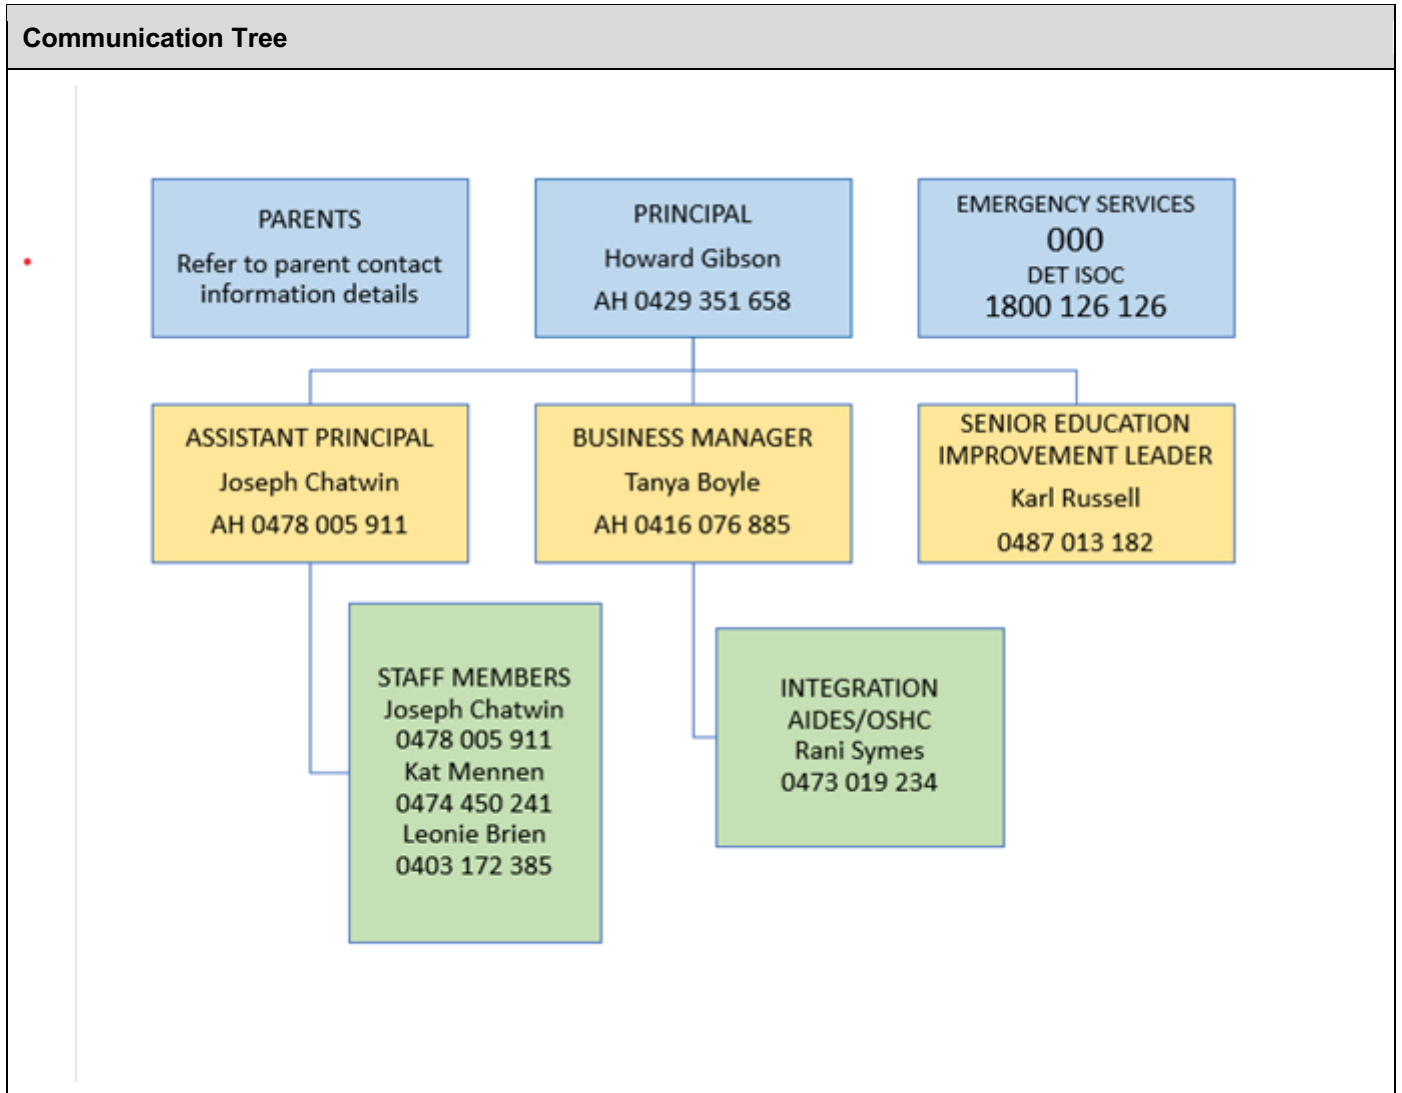 Communication Tree
PARENTS
Refer to parent contact
information details
PRINCIPAL
Howard Gibson
AH 0429 351 658
EMERGENCY SERVICES
000
DET ISOC
1800 126 126
ASSISTANT PRINCIPAL
Joseph Chatwin
AH 0478 005 911
BUSINESS MANAGER
Tanya Boyle
AH 0416 076 885
SENIOR EDUCATION
IMPROVEMENT LEADER
Karl Russell
0487 013 182
STAFF MEMBERS
Joseph Chatwin
0478 005 911
Kat Mennen
0474 450 241
Leonie Brien
0403 172 385
INTEGRATION
AIDES/OSHC
Rani Symes
0473 019 234